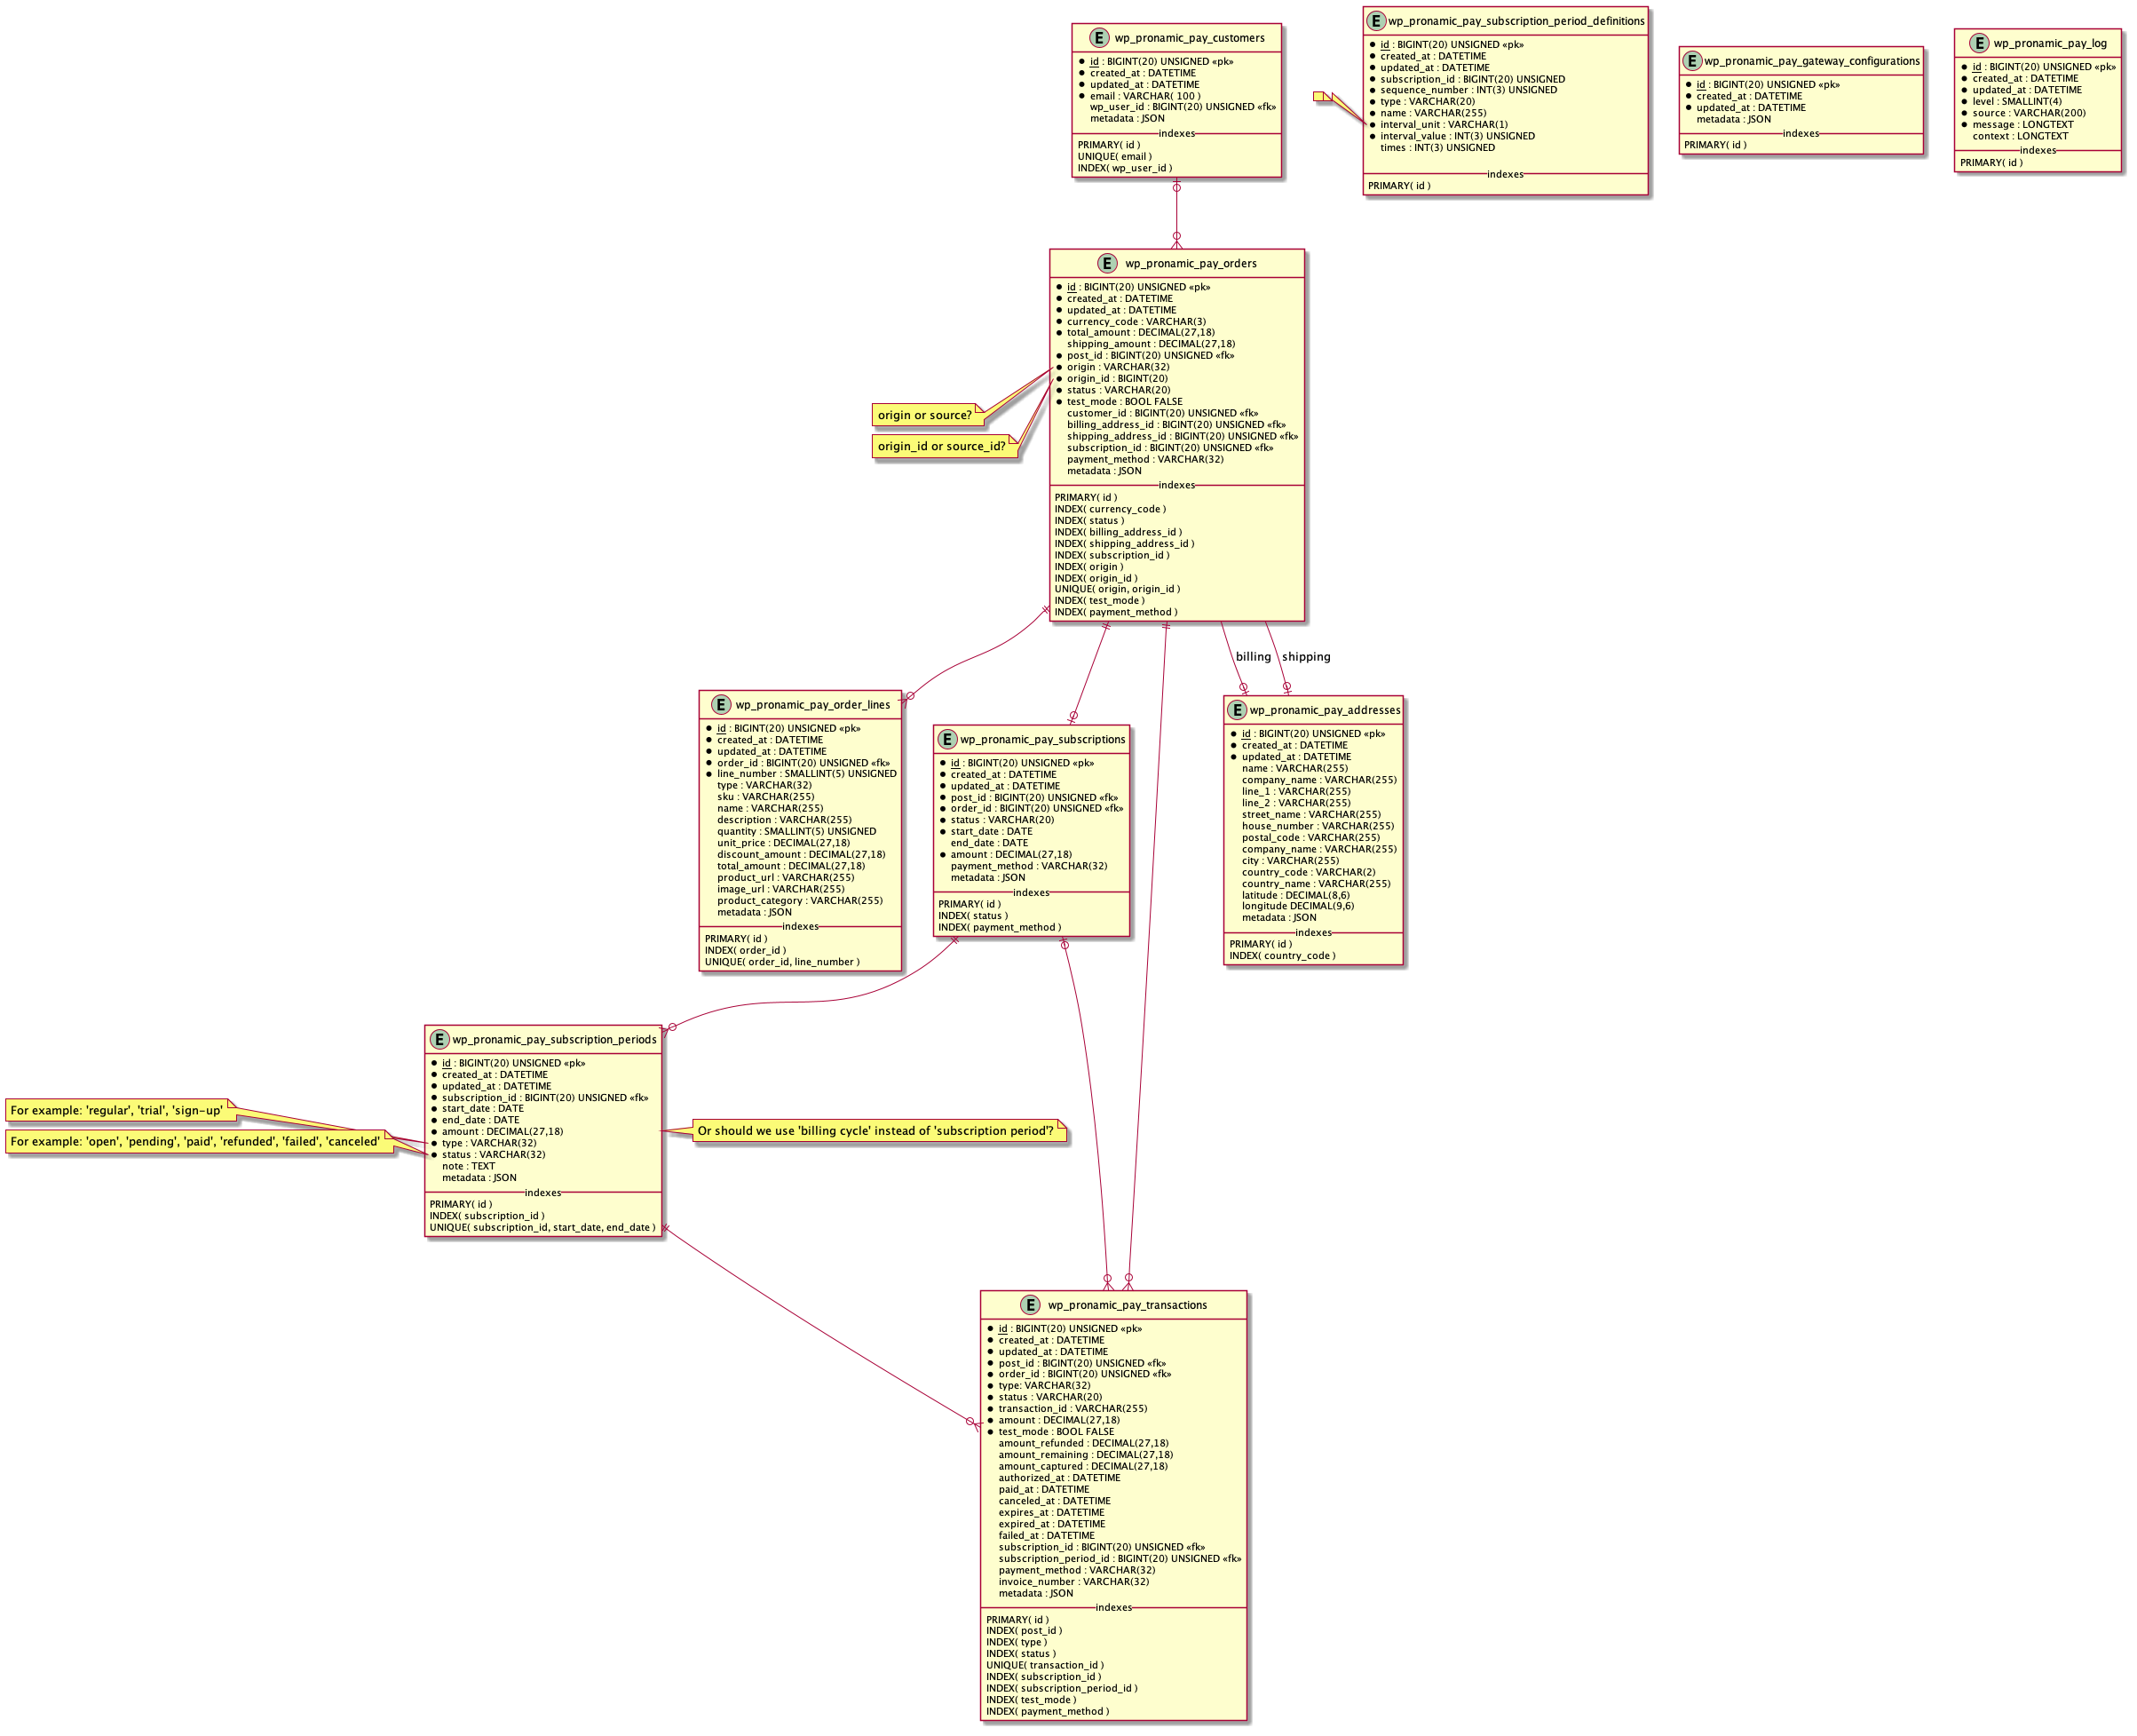 E wp_pronamic_pay_customers
id : BIGINT(20) UNSIGNED «pk»
created_at : DATETIME
updated_at : DATETIME
email : VARCHAR( 100 )
wp_user_id : BIGINT(20) UNSIGNED «fk»
metadata : JSON
indexes
PRIMARY( id )
UNIQUE( email )
INDEX( wp_user_id )
E wp_pronamic_pay_subscription_period_definitions
id : BIGINT(20) UNSIGNED «pk»
created_at : DATETIME
updated_at : DATETIME
subscription_id : BIGINT(20) UNSIGNED
sequence_number : INT(3) UNSIGNED
type : VARCHAR(20)
name : VARCHAR(255)
interval_unit : VARCHAR(1)
interval_value : INT(3) UNSIGNED
times : INT(3) UNSIGNED
indexes
PRIMARY( id )
E wp_pronamic_pay_gateway_configurations
id : BIGINT(20) UNSIGNED «pk»
created_at : DATETIME
updated_at : DATETIME
metadata : JSON
indexes
PRIMARY( id )
E wp_pronamic_pay_log
id : BIGINT(20) UNSIGNED «pk»
created_at : DATETIME
updated_at : DATETIME
level : SMALLINT(4)
source : VARCHAR(200)
message : LONGTEXT
context : LONGTEXT
indexes
PRIMARY( id )
E wp_pronamic_pay_orders
id : BIGINT(20) UNSIGNED «pk»
created_at : DATETIME
updated_at : DATETIME
currency_code : VARCHAR(3)
total_amount : DECIMAL(27,18)
shipping_amount : DECIMAL(27,18)
post_id : BIGINT(20) UNSIGNED «fk»
origin : VARCHAR(32)
origin_id : BIGINT(20)
status : VARCHAR(20)
test_mode : BOOL FALSE
customer_id : BIGINT(20) UNSIGNED «fk»
billing_address_id : BIGINT(20) UNSIGNED «fk»
shipping_address_id : BIGINT(20) UNSIGNED «fk»
subscription_id : BIGINT(20) UNSIGNED «fk»
payment_method : VARCHAR(32)
metadata : JSON
indexes
PRIMARY( id )
INDEX( currency_code )
INDEX( status )
INDEX( billing_address_id )
INDEX( shipping_address_id )
INDEX( subscription_id )
INDEX( origin )
INDEX( origin_id )
UNIQUE( origin, origin_id )
INDEX( test_mode )
INDEX( payment_method )
origin or source?
origin_id or source_id?
billing
shipping
E wp_pronamic_pay_order_lines
id : BIGINT(20) UNSIGNED «pk»
created_at : DATETIME
updated_at : DATETIME
order_id : BIGINT(20) UNSIGNED «fk»
line_number : SMALLINT(5) UNSIGNED
type : VARCHAR(32)
sku : VARCHAR(255)
name : VARCHAR(255)
description : VARCHAR(255)
quantity : SMALLINT(5) UNSIGNED
unit_price : DECIMAL(27,18)
discount_amount : DECIMAL(27,18)
total_amount : DECIMAL(27,18)
product_url : VARCHAR(255)
image_url : VARCHAR(255)
product_category : VARCHAR(255)
metadata : JSON
indexes
PRIMARY( id )
INDEX( order_id )
UNIQUE( order_id, line_number )
E wp_pronamic_pay_subscriptions
id : BIGINT(20) UNSIGNED «pk»
created_at : DATETIME
updated_at : DATETIME
post_id : BIGINT(20) UNSIGNED «fk»
order_id : BIGINT(20) UNSIGNED «fk»
status : VARCHAR(20)
start_date : DATE
end_date : DATE
amount : DECIMAL(27,18)
payment_method : VARCHAR(32)
metadata : JSON
indexes
PRIMARY( id )
INDEX( status )
INDEX( payment_method )
E wp_pronamic_pay_addresses
id : BIGINT(20) UNSIGNED «pk»
created_at : DATETIME
updated_at : DATETIME
name : VARCHAR(255)
company_name : VARCHAR(255)
line_1 : VARCHAR(255)
line_2 : VARCHAR(255)
street_name : VARCHAR(255)
house_number : VARCHAR(255)
postal_code : VARCHAR(255)
company_name : VARCHAR(255)
city : VARCHAR(255)
country_code : VARCHAR(2)
country_name : VARCHAR(255)
latitude : DECIMAL(8,6)
longitude DECIMAL(9,6)
metadata : JSON
indexes
PRIMARY( id )
INDEX( country_code )
E wp_pronamic_pay_subscription_periods
id : BIGINT(20) UNSIGNED «pk»
created_at : DATETIME
updated_at : DATETIME
subscription_id : BIGINT(20) UNSIGNED «fk»
start_date : DATE
end_date : DATE
amount : DECIMAL(27,18)
type : VARCHAR(32)
status : VARCHAR(32)
note : TEXT
metadata : JSON
indexes
PRIMARY( id )
INDEX( subscription_id )
UNIQUE( subscription_id, start_date, end_date )
For example: 'regular', 'trial', 'sign-up'
For example: 'open', 'pending', 'paid', 'refunded', 'failed', 'canceled'
Or should we use 'billing cycle' instead of 'subscription period'?
E wp_pronamic_pay_transactions
id : BIGINT(20) UNSIGNED «pk»
created_at : DATETIME
updated_at : DATETIME
post_id : BIGINT(20) UNSIGNED «fk»
order_id : BIGINT(20) UNSIGNED «fk»
type: VARCHAR(32)
status : VARCHAR(20)
transaction_id : VARCHAR(255)
amount : DECIMAL(27,18)
test_mode : BOOL FALSE
amount_refunded : DECIMAL(27,18)
amount_remaining : DECIMAL(27,18)
amount_captured : DECIMAL(27,18)
authorized_at : DATETIME
paid_at : DATETIME
canceled_at : DATETIME
expires_at : DATETIME
expired_at : DATETIME
failed_at : DATETIME
subscription_id : BIGINT(20) UNSIGNED «fk»
subscription_period_id : BIGINT(20) UNSIGNED «fk»
payment_method : VARCHAR(32)
invoice_number : VARCHAR(32)
metadata : JSON
indexes
PRIMARY( id )
INDEX( post_id )
INDEX( type )
INDEX( status )
UNIQUE( transaction_id )
INDEX( subscription_id )
INDEX( subscription_period_id )
INDEX( test_mode )
INDEX( payment_method )